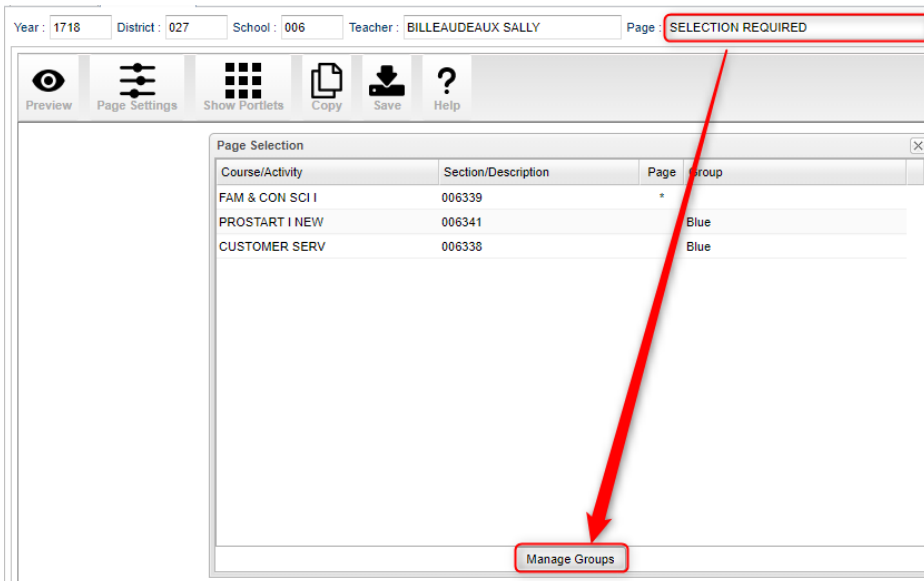 Year : 1718 District : 027 School : 006 Teacher : BILLEAUDEAUX SALLY Page : SELECTION REQUIRED
Preview Page Settings Show Portlets Copy Save Help
Page Selection
Course/Activity Section/Description Page Group
FAM & CON SCI I 006339 *
PROSTART I NEW 006341 Blue
CUSTOMER SERV 006338 Blue
Manage Groups